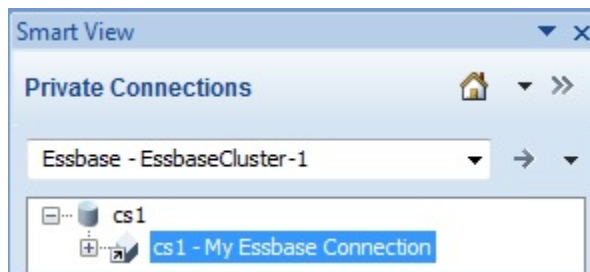 Smart View
Private Connections
Essbase - EssbaseCluster-1
cs1
cs1 - My Essbase Connection